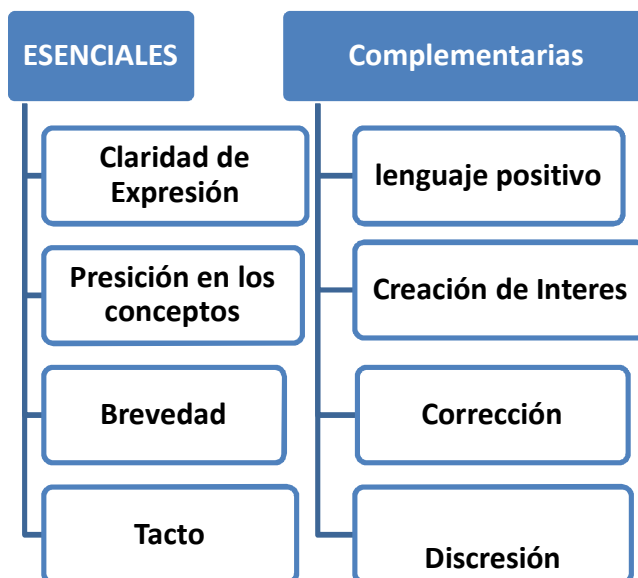 ESENCIALES
Claridad de
Expresión
Presición en los
conceptos
Brevedad
Tacto
Complementarias
lenguaje positivo
Creación de Interes
Corrección
Discresión